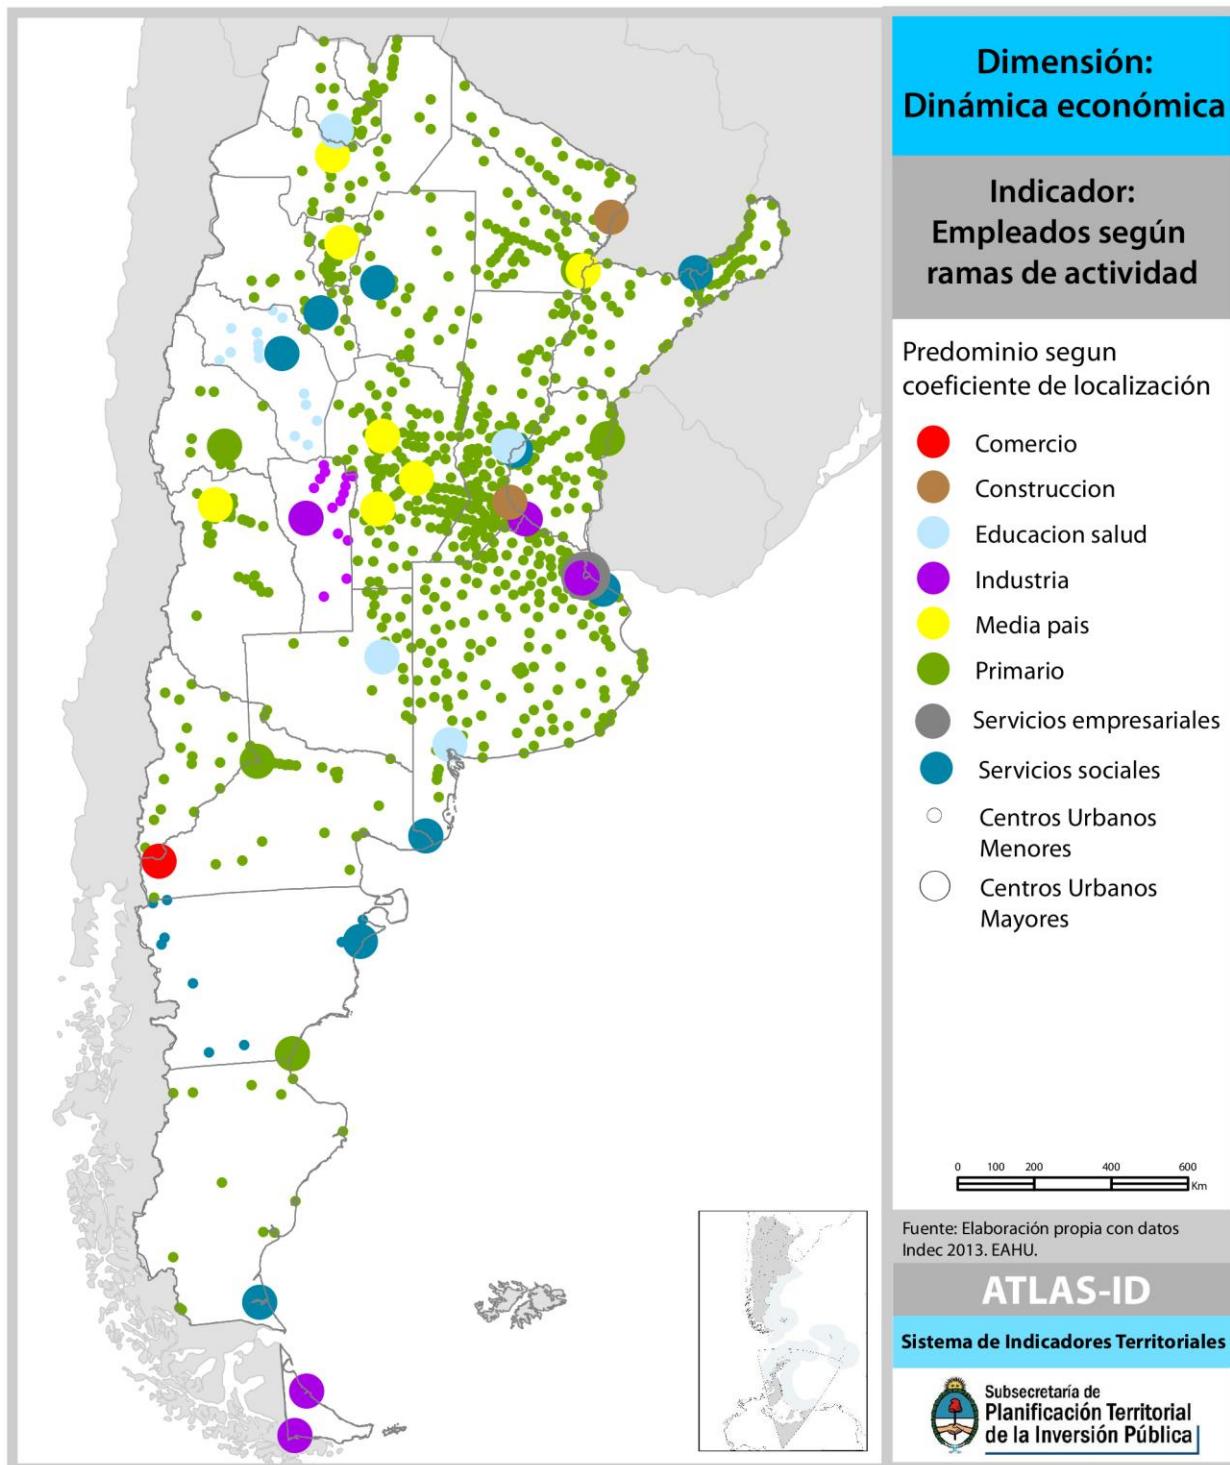 Dimensión:
Dinámica económica
Indicador:
Empleados según
ramas de actividad
Predominio segun
coeficiente de localización
Comercio
Construccion
Educacion salud
Industria
Media pais
Primario
Servicios empresariales
Servicios sociales
Centros Urbanos
Menores
Centros Urbanos
Mayores
0 100 200 400 600
Km
Fuente: Elaboración propia con datos
Indec 2013. EAHU.
ATLAS-ID
Sistema de Indicadores Territoriales
Subsecretaría de
Planificación Territorial
de la Inversión Pública